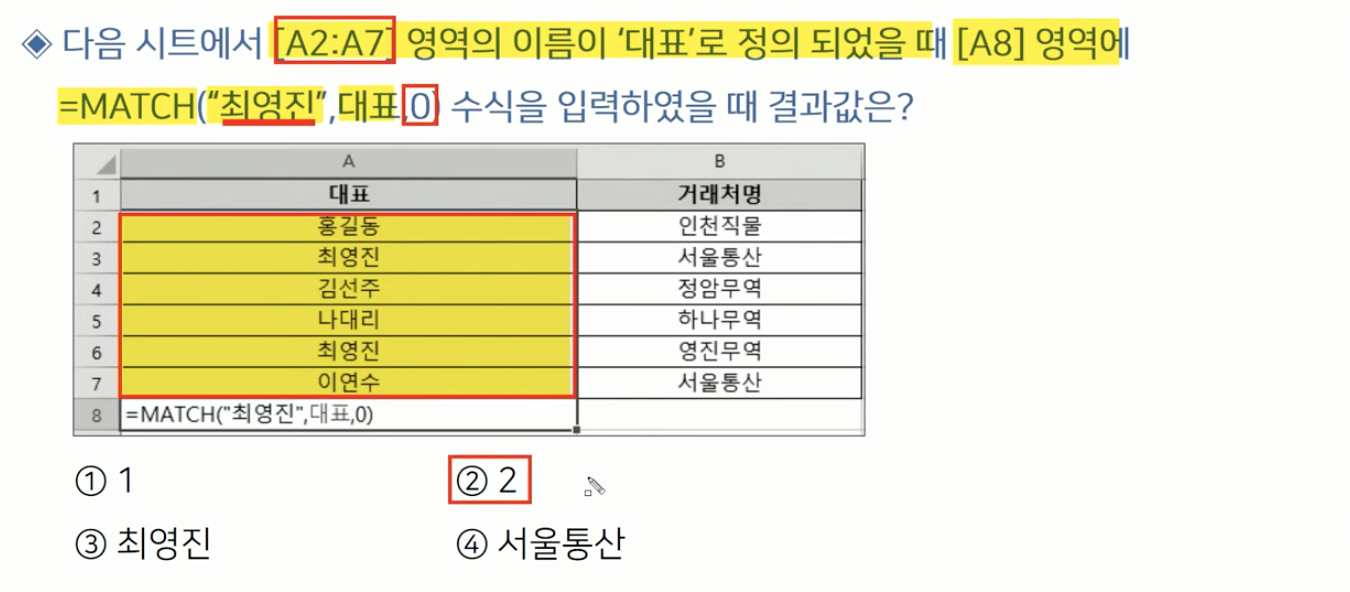 ◈ 다음 시트에서 [A2:A7] 영역의 이름이 ‘대표’로 정의 되었을 때 [A8] 영역에
=MATCH(“최영진”,대표,0) 수식을 입력하였을 때 결과값은?
A B
1 대표 거래처명
2 홍길동 인천직물
3 최영진 서울통산
4 김선주 정암무역
5 나대리 하나무역
6 최영진 영진무역
7 이연수 서울통산
8 =MATCH("최영진",대표,0)
① 1 ② 2
③ 최영진 ④ 서울통산